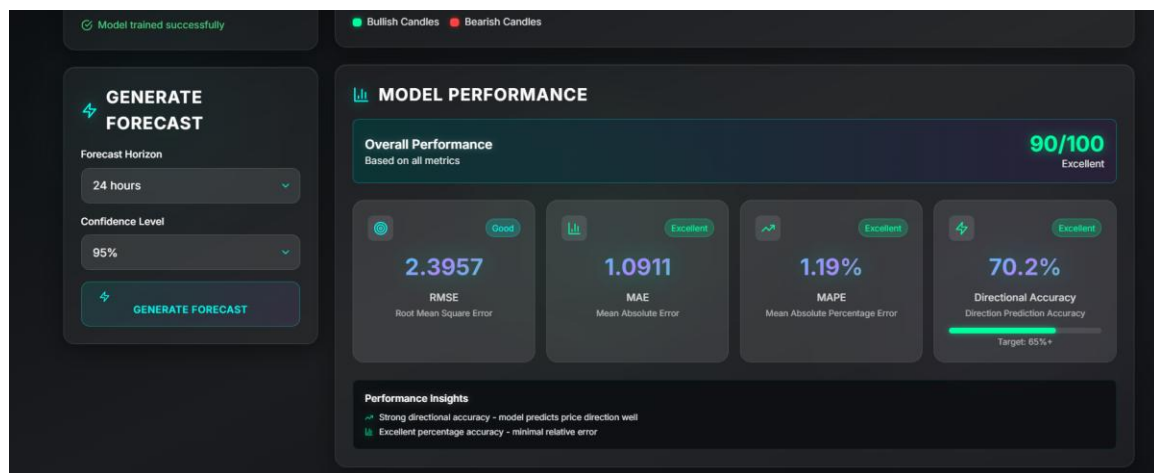 Model trained successfully
Bullish Candles Bearish Candles
GENERATE
FORECAST
Forecast Horizon
24 hours
Confidence Level
95%
GENERATE FORECAST
MODEL PERFORMANCE
Overall Performance
Based on all metrics
90/100
Excellent
Good
2.3957
RMSE
Root Mean Square Error
Excellent
1.0911
MAE
Mean Absolute Error
Excellent
1.19%
MAPE
Mean Absolute Percentage Error
Excellent
70.2%
Directional Accuracy
Direction Prediction Accuracy
Target: 65%+
Performance Insights
Strong directional accuracy - model predicts price direction well
Excellent percentage accuracy - minimal relative error